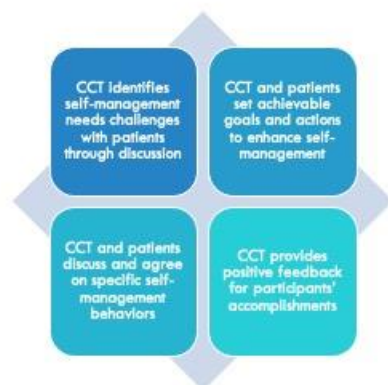 CCT identifies
self-management
needs challenges
with patients
through discussion
CCT and patients
set achievable
goals and actions
to enhance self-
management
CCT and patients
discuss and agree
on specific self-
management
behaviors
CCT provides
positive feedback
for participants'
accomplishments